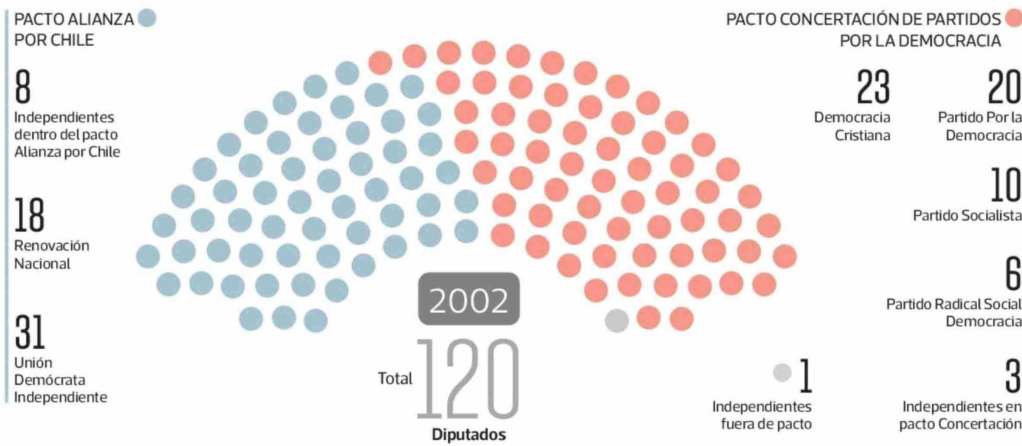 PACTO ALIANZA
POR CHILE
8
Independientes
dentro del pacto
Alianza por Chile
18
Renovación
Nacional
31
Unión
Demócrata
Independiente
2002
Total 120
Diputados
PACTO CONCERTACIÓN DE PARTIDOS
POR LA DEMOCRACIA
23
Democracia
Cristiana
20
Partido Por la
Democracia
10
Partido Socialista
6
Partido Radical Social
Democracia
1
Independientes
fuera de pacto
3
Independientes en
pacto Concertación